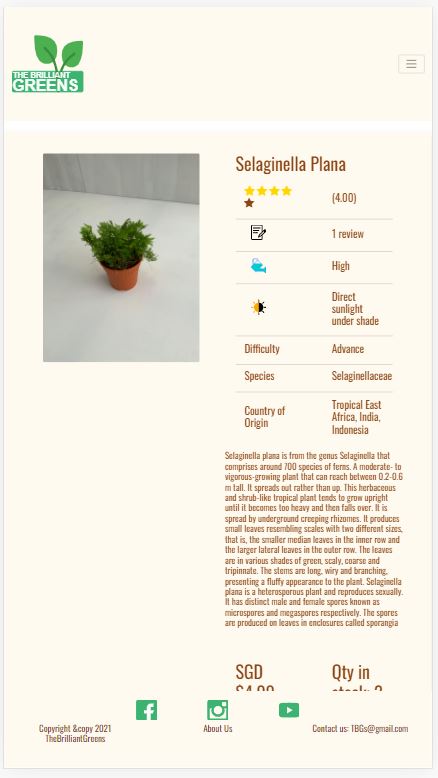 THE BRILLIANT
GREENS
Selaginella Plana
(4.00)
1 review
High
Direct
sunlight
under shade
Difficulty
Advance
Species
Selaginellaceae
Country of
Origin
Tropical East
Africa, India,
Indonesia
Selaginella plana is from the genus Selaginella that
comprises around 700 species of ferns. A moderate- to
vigorous-growing plant that can reach between 0.2-0.6
m tall. It spreads out rather than up. This herbaceous
and shrub-like tropical plant tends to grow upright
until it becomes too heavy and then falls over. It is
spread by underground creeping rhizomes. It produces
small leaves resembling scales with two different sizes,
that is, the smaller median leaves in the inner row and
the larger lateral leaves in the outer row. The leaves
are in various shades of green, scaly, coarse and
tripinnate. The stems are long, wiry and branching,
presenting a fluffy appearance to the plant. Selaginella
plana is a heterosporous plant and reproduces sexually.
It has distinct male and female spores known as
microspores and megaspores respectively. The spores
are produced on leaves in enclosures called sporangia
SGD
$4.00
Qty in
stock: 2
Copyright &copy 2021
TheBrilliantGreens
About Us
Contact us: TBGs@gmail.com